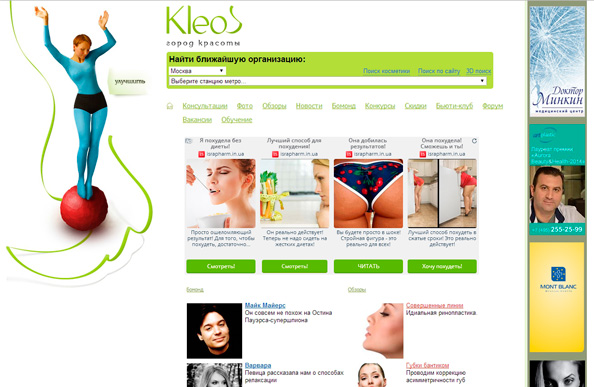 Kleos
город красоты
улучшить
Найти ближайшую организацию:
Москва
Поиск косметики Поиск по сайту 3D поиск
Выберите станцию метро...
Консультации Фото Обзоры Новости Бомонд Конкурсы Скидки Бьюти-клуб Форум
Вакансии Обучение
Я похудела без диеты!
israpharm.in.ua
Просто ошеломляющий результат! Для того, чтобы похудеть, достаточно...
Смотреть!
Лучший способ для похудения!
israpharm.in.ua
Он реально действует! Теперь не надо сидеть на жестких диетах!
Смотреть!
Она добилась результатов!
israpharm.in.ua
Вы будете просто в шоке! Стройная фигура - это реально для всех!
ЧИТАТЬ
Она похудела! Сможешь и ты!
israpharm.in.ua
Лучший способ похудеть в сжатые сроки! Это реально действует!
Хочу похудеть!
Бомонд
Майк Майерс
Он совсем не похож на Остина
Пауэрса-супершпиона
Варвара
Певица рассказала нам о способах
релаксации
Обзоры
Совершенные линии
Идеальная ринопластика
Губки бантиком
Проводим коррекцию
асимметричности губ
Доктор
Минкин
медицинский центр
255-25-99
MONT BLANC